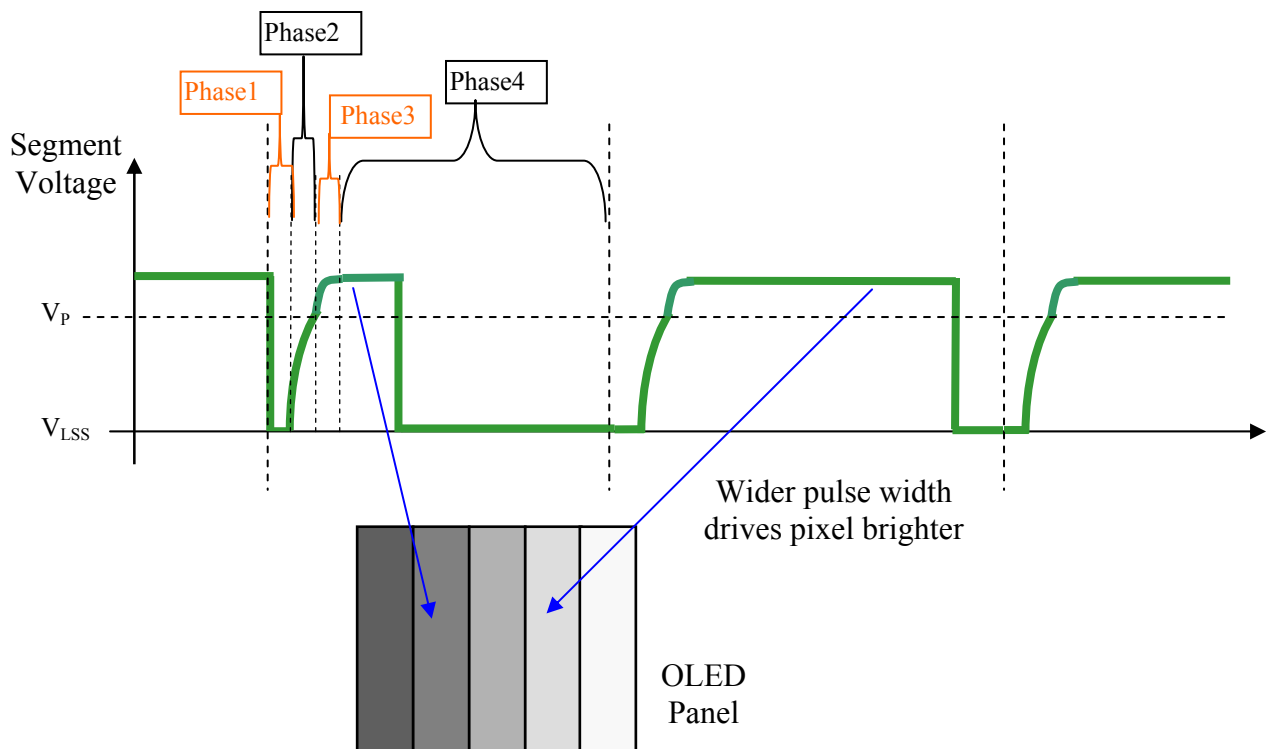 Phase2
Phase1
Phase4
Phase3
Segment
Voltage
VP
VLSS
Wider pulse width
drives pixel brighter
OLED
Panel